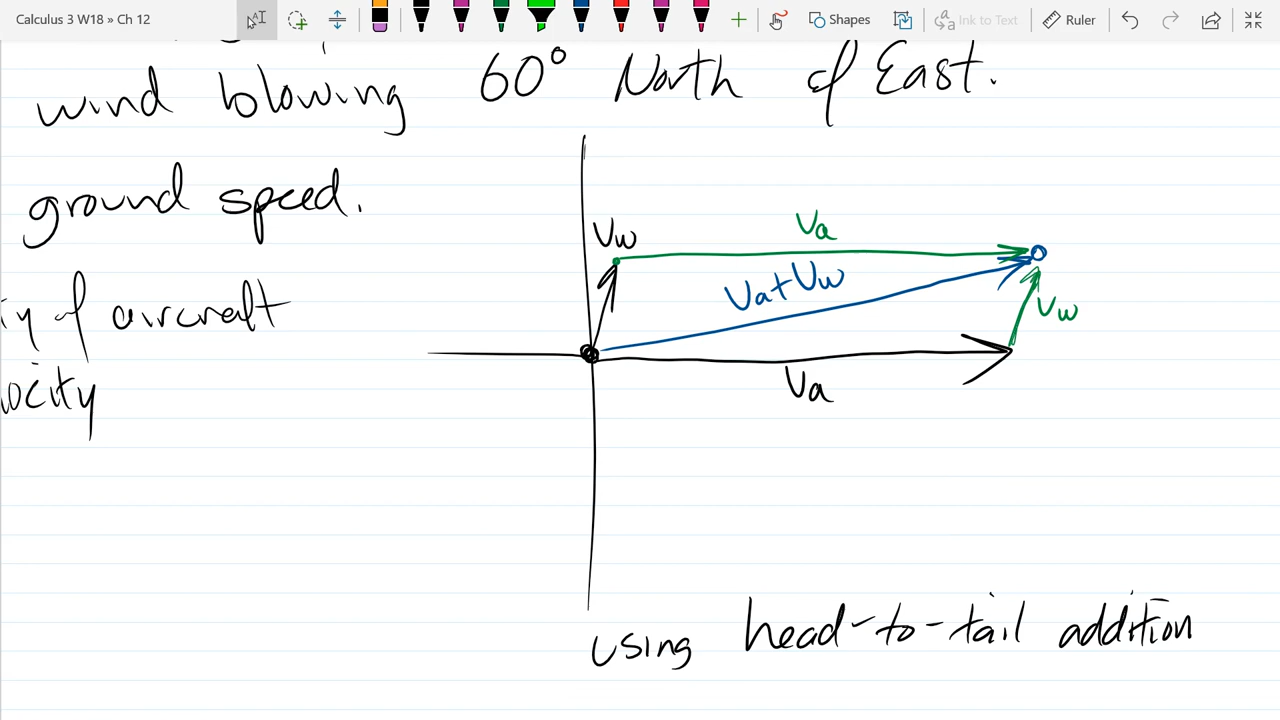 Calculus 3 W18 » Ch 12
Shapes
Ink to Text
Ruler
wind blowing 60° North of East.
ground speed.
ty of aircraft
ocity
Vw
Va
Va+Vw
Vw
Va
using head-to-tail addition